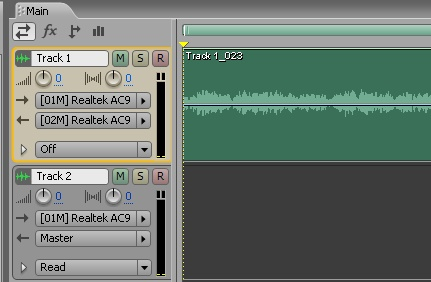 Main
fx
Track 1 M S R
Track 1_023
0 0
[01M] Realtek AC9
[02M] Realtek AC9
Off
Track 2 M S R
0 0
[01M] Realtek AC9
Master
Read